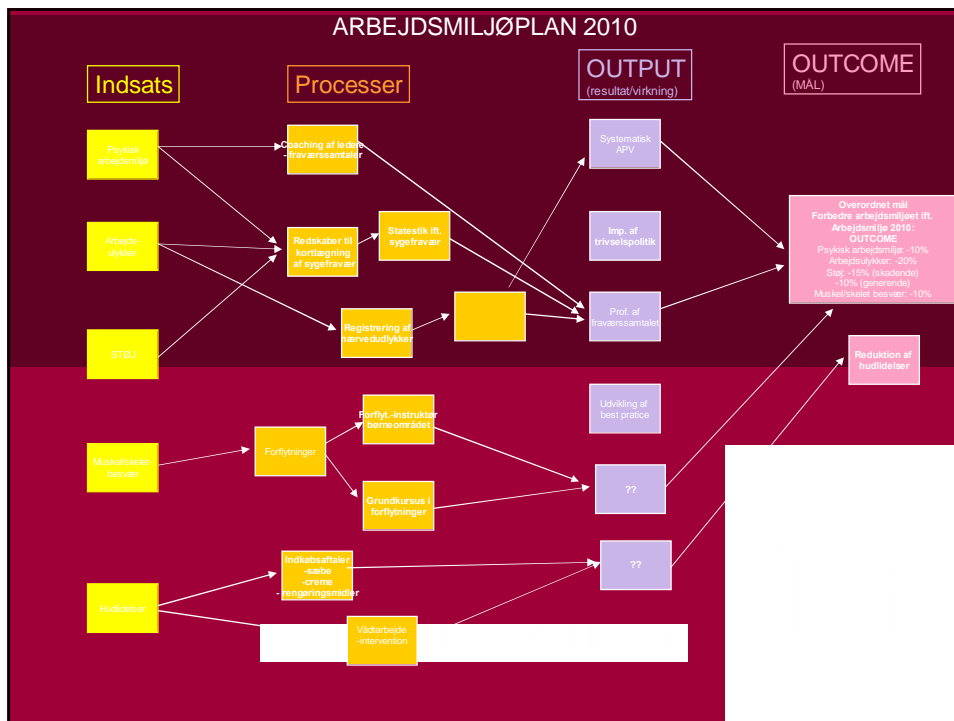 ARBEJDSMILJØPLAN 2010
Indsats
Processer
OUTPUT
(resultat/virkning)
OUTCOME
(MÅL)
Psykisk
arbejdsmiljø
Arbejds-
ulykker
STØJ
Muskel/skelet-
besvær
Hudlidelser
Coaching af ledere
-fraværssamtaler
Redskaber til
kortlægning
af sygefravær
Statestik ift.
sygefravær
Registrering af
nærvedudlykker
Forflytninger
Forflyt.-instruktør
børneområdet
Grundkursus i
forflytninger
Indkøbsaftaler
-sæbe
-creme
- rengøringsmidler
Vådtarbejde
-intervention
Systematisk
APV
Imp. af
trivselspolitik
Prof. af
fraværssamtalet
Udvikling af
best pratice
??
??
Overordnet mål
Forbedre arbejdsmiljøet ift.
Arbejdsmiljø 2010:
OUTCOME
Psykisk arbejdsmiljø: -10%
Arbejdsulykker: -20%
Støj: -15% (skadende)
-10% (generende)
Muskel/skelet besvær: -10%
Reduktion af
hudlidelser